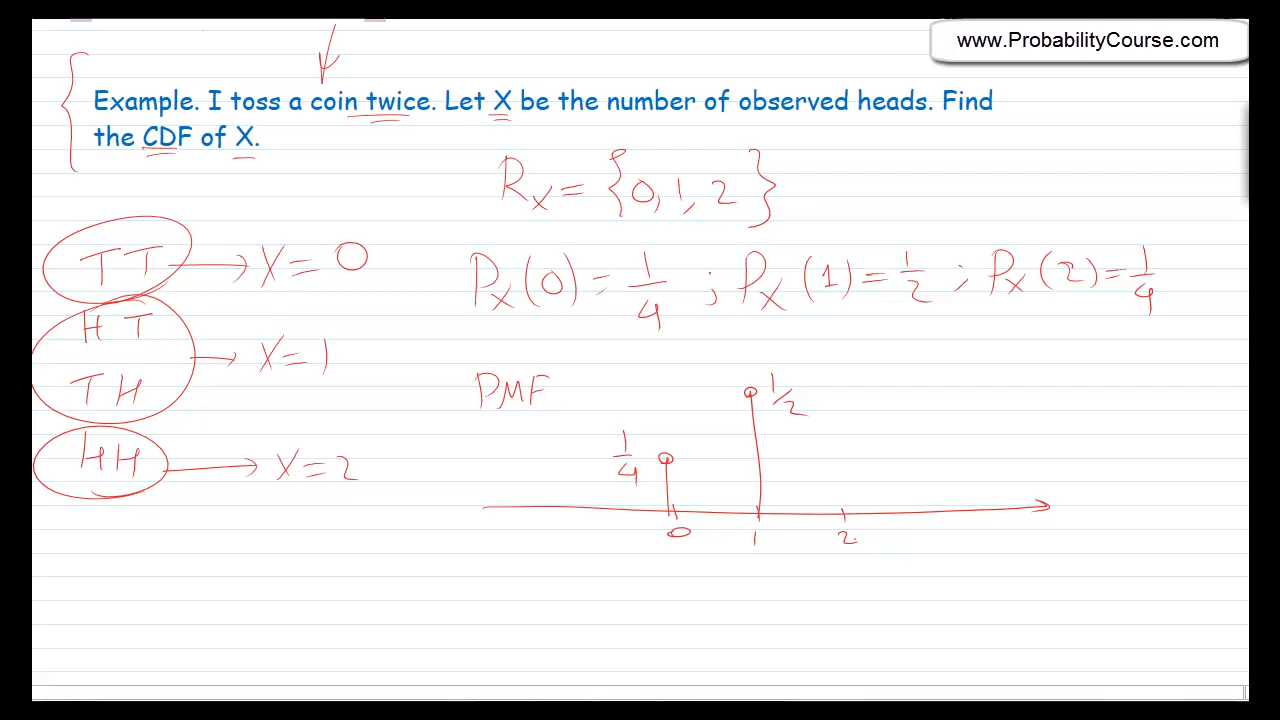 www.ProbabilityCourse.com
Example. I toss a coin twice. Let X be the number of observed heads. Find
the CDF of X.
R_X = {0, 1, 2}
TT → X = 0
P_X(0) = 1/4 ; P_X(1) = 1/2 ; P_X(2) = 1/4
HT
TH
→ X = 1
HH → X = 2
PMF
1/2
1/4
0 1 2